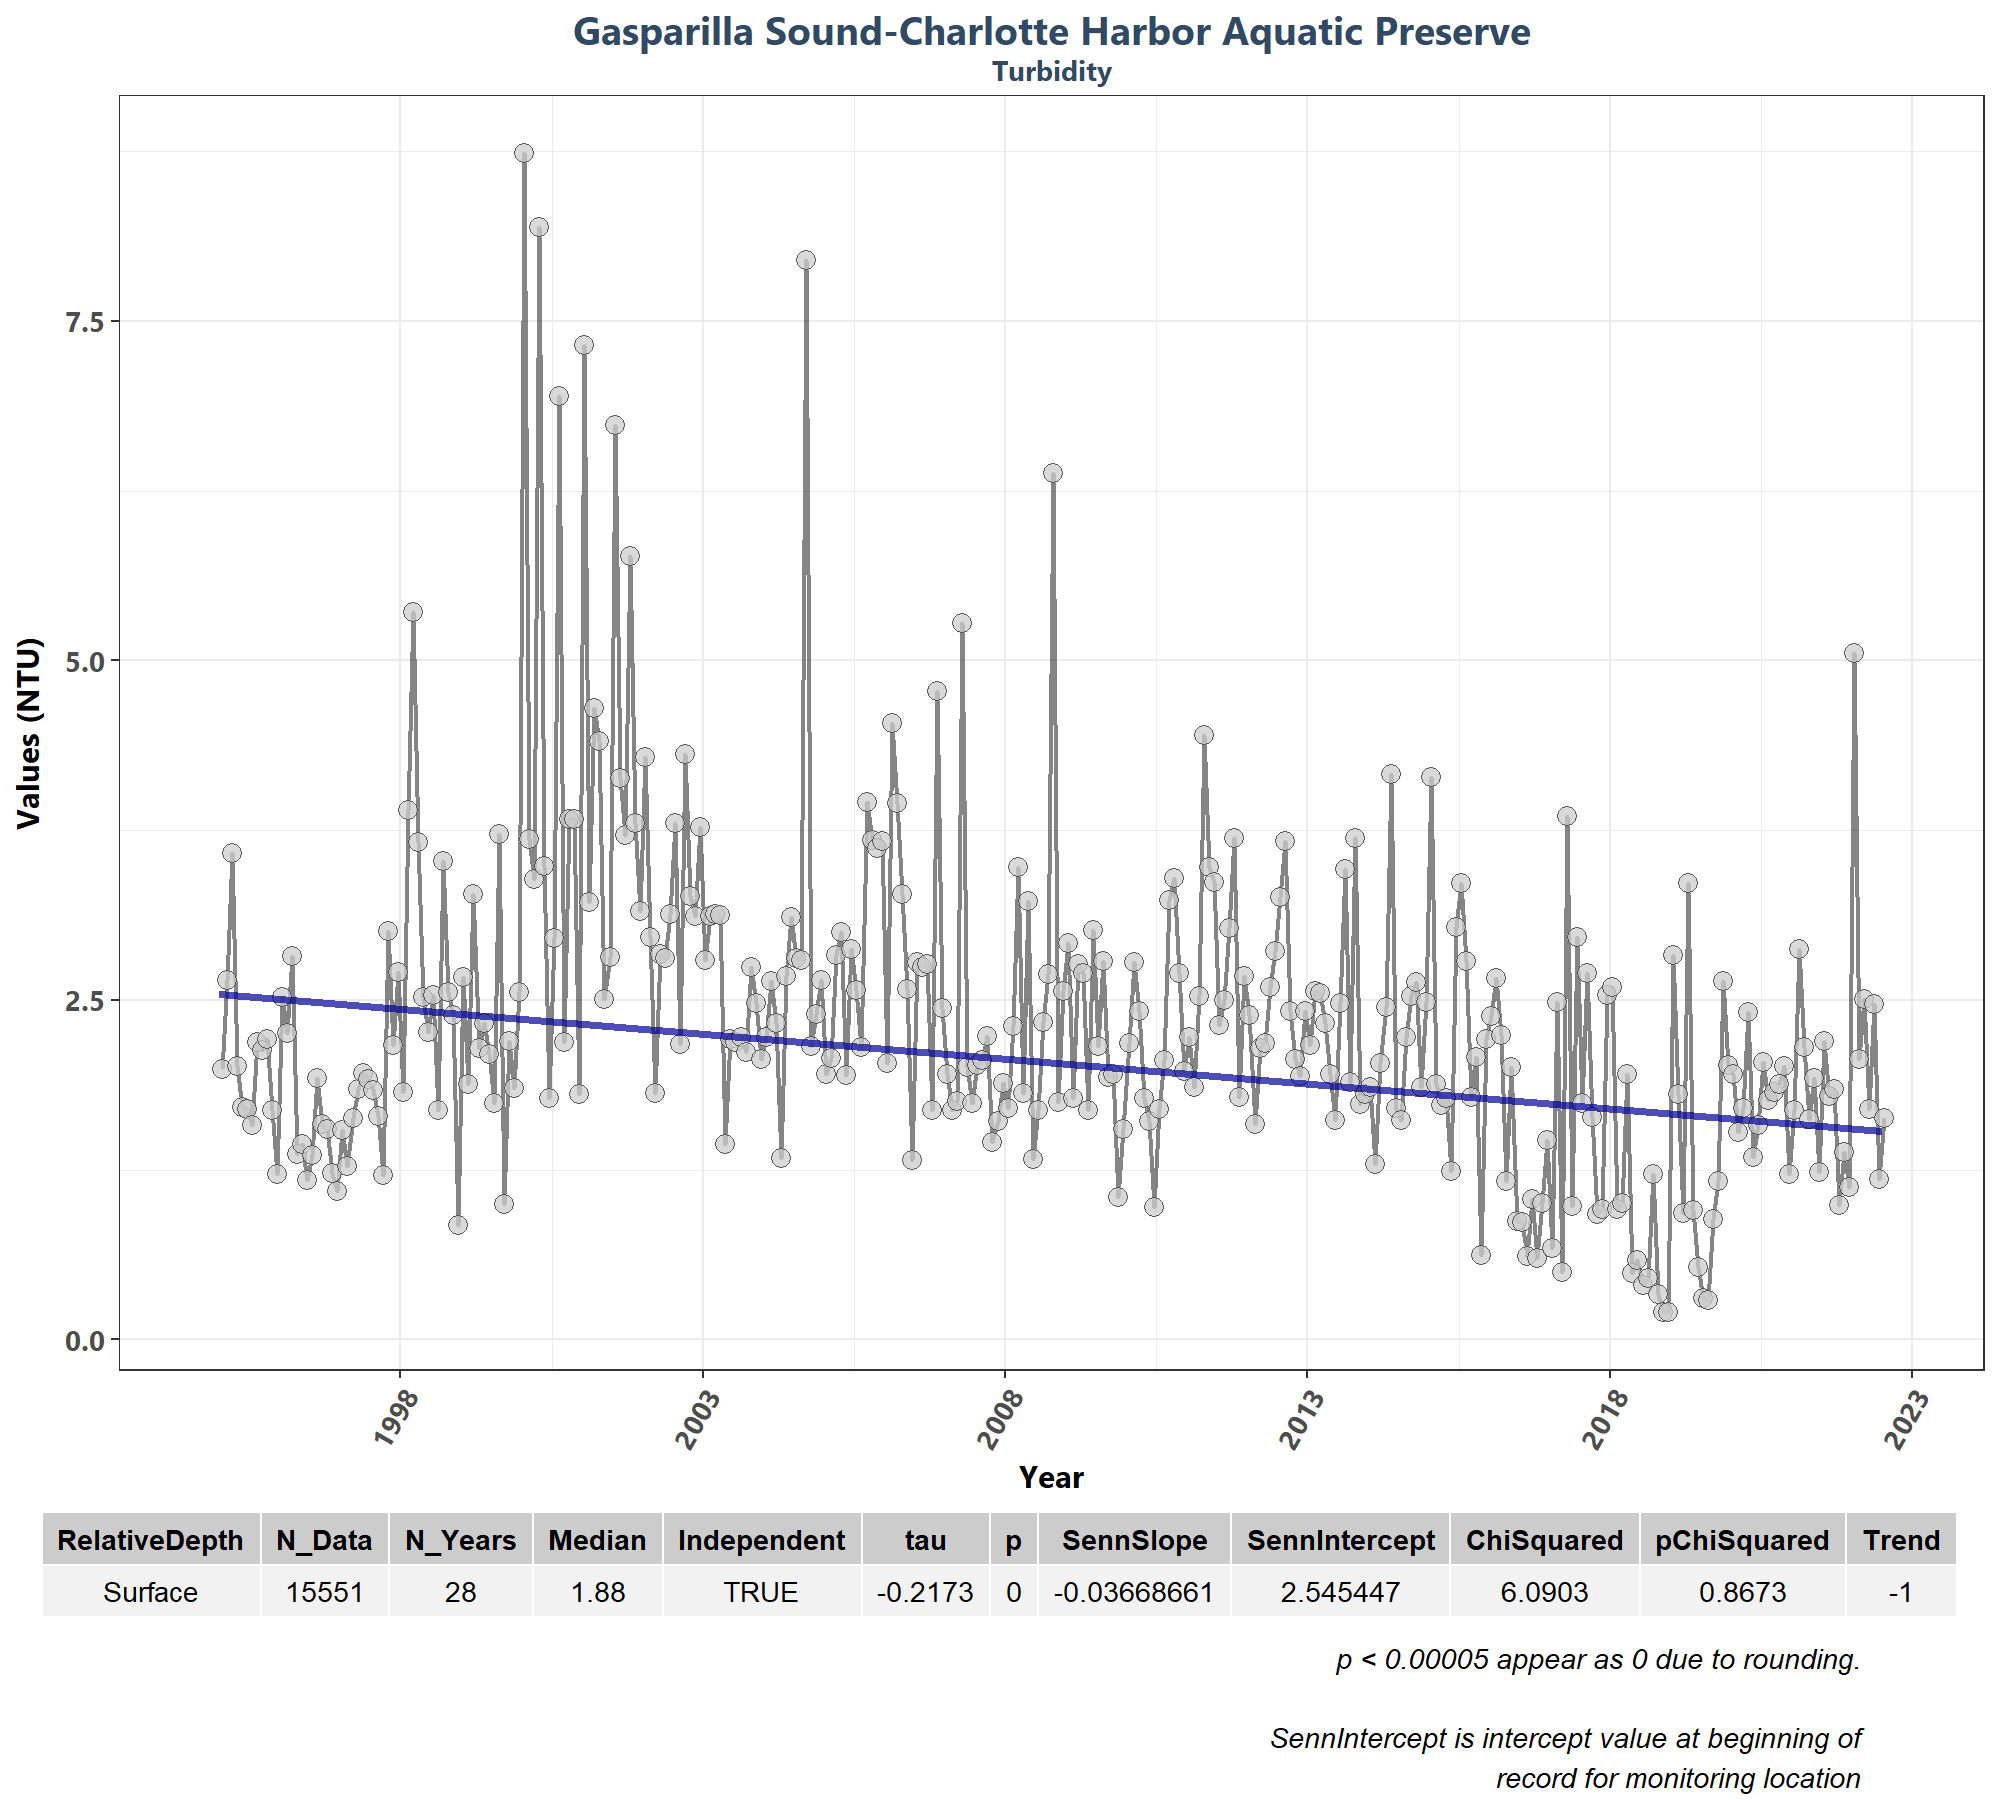 Gasparilla Sound-Charlotte Harbor Aquatic Preserve
Turbidity
Values (NTU)
7.5
5.0
2.5
0.0
1998 2003 2008 2013 2018 2023
Year
RelativeDepth N_Data N_Years Median Independent tau p SennSlope SennIntercept ChiSquared pChiSquared Trend
Surface 15551 28 1.88 TRUE -0.2173 0 -0.03668661 2.545447 6.0903 0.8673 -1
p < 0.00005 appear as 0 due to rounding.
SennIntercept is intercept value at beginning of
record for monitoring location